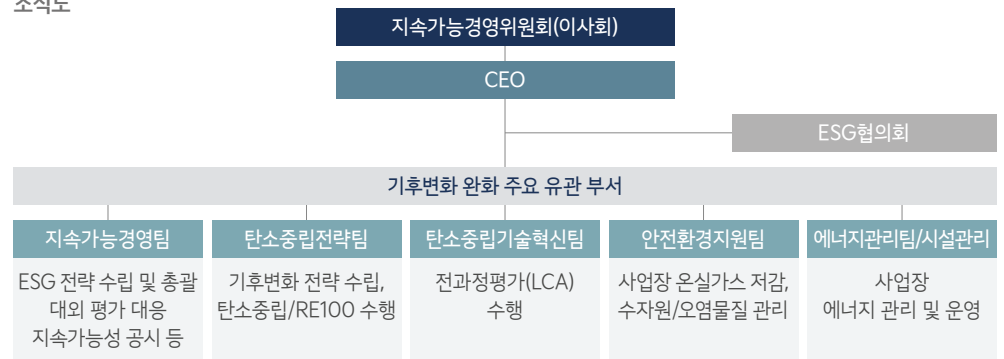 조직도
지속가능경영위원회(이사회)
CEO
ESG협의회
기후변화 완화 주요 유관 부서
지속가능경영팀
ESG 전략 수립 및 총괄
대외 평가 대응
지속가능성 공시 등
탄소중립전략팀
기후변화 전략 수립,
탄소중립/RE100 수행
탄소중립기술혁신팀
전과정평가(LCA)
수행
안전환경지원팀
사업장 온실가스 저감,
수자원/오염물질 관리
에너지관리팀/시설관리
사업장
에너지 관리 및 운영